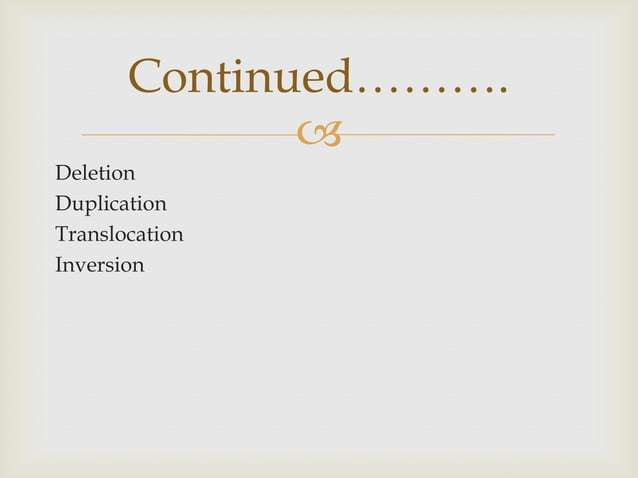 Continued……….
Deletion
Duplication
Translocation
Inversion